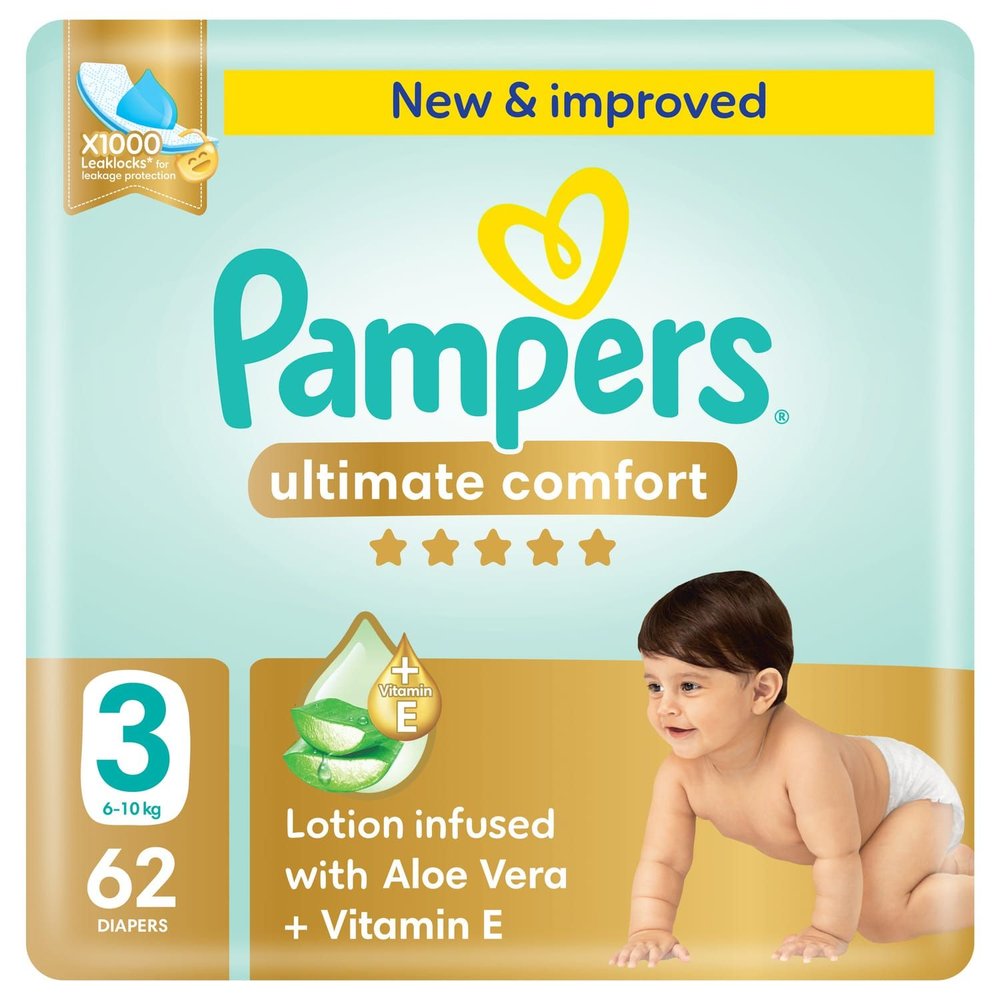 X1000
Leaklocks* for
leakage protection
New & improved
Pampers®
ultimate comfort
3
6-10 kg
62
DIAPERS
+
Vitamin
E
Lotion infused
with Aloe Vera
+ Vitamin E